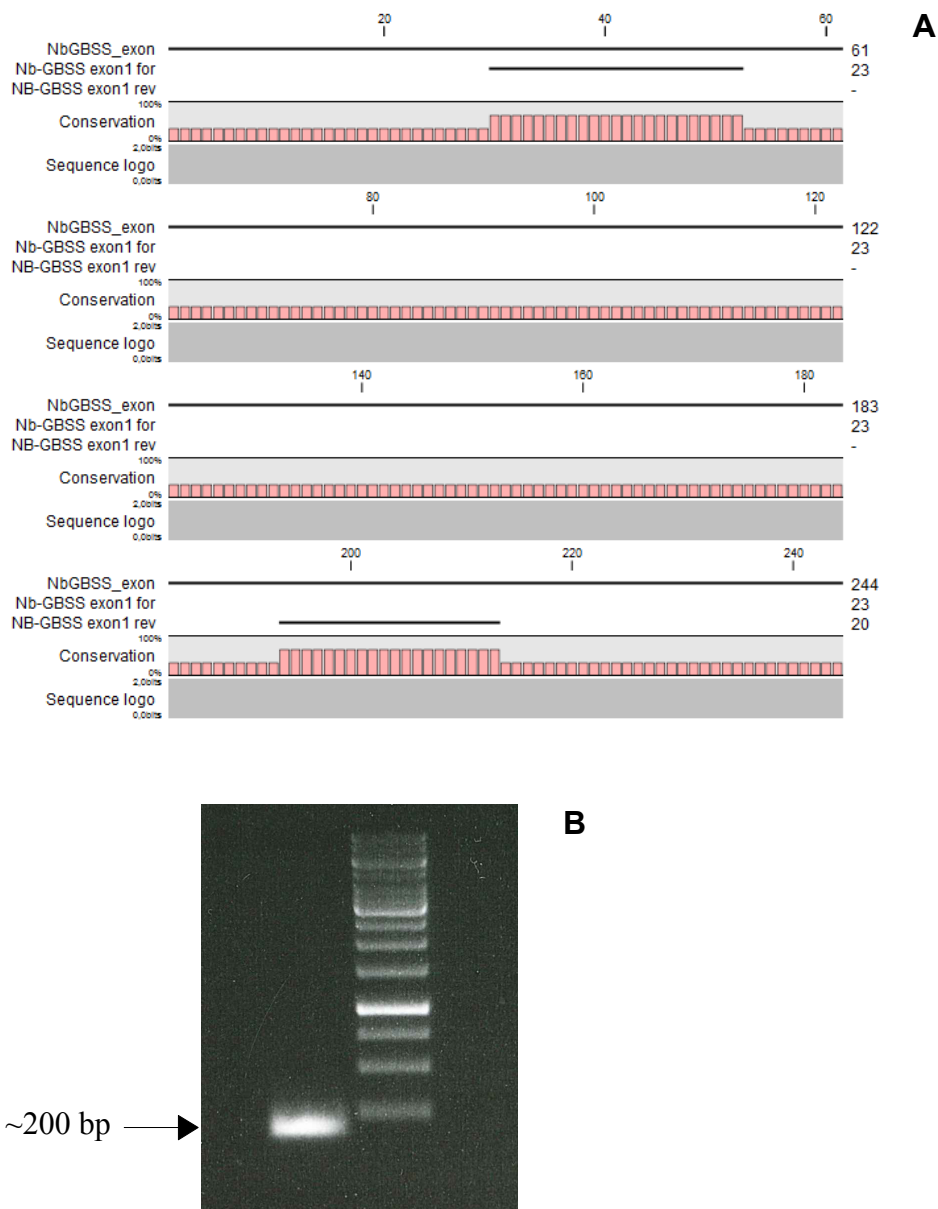 A
20 40 60
NbGBSS_exon 61
Nb-GBSS exon1 for 23
NB-GBSS exon1 rev -
100%
Conservation
0%
2,0bits
Sequence logo
0,0bits
80 100 120
NbGBSS_exon 122
Nb-GBSS exon1 for 23
NB-GBSS exon1 rev -
100%
Conservation
0%
2,0bits
Sequence logo
0,0bits
140 160 180
NbGBSS_exon 183
Nb-GBSS exon1 for 23
NB-GBSS exon1 rev -
100%
Conservation
0%
2,0bits
Sequence logo
0,0bits
200 220 240
NbGBSS_exon 244
Nb-GBSS exon1 for 23
NB-GBSS exon1 rev 20
100%
Conservation
0%
2,0bits
Sequence logo
0,0bits
B
~200 bp